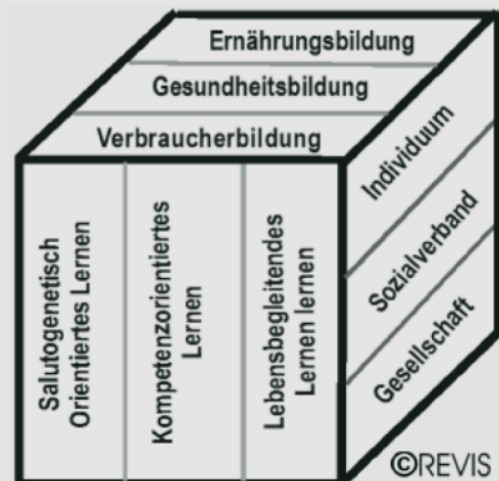 Ernährungsbildung
Gesundheitsbildung
Verbraucherbildung
Salutogenetisch
Orientiertes Lernen
Kompetenzorientiertes
Lernen
Lebensbegleitendes
Lernen lernen
Individuum
Sozialverband
Gesellschaft
©REVIS